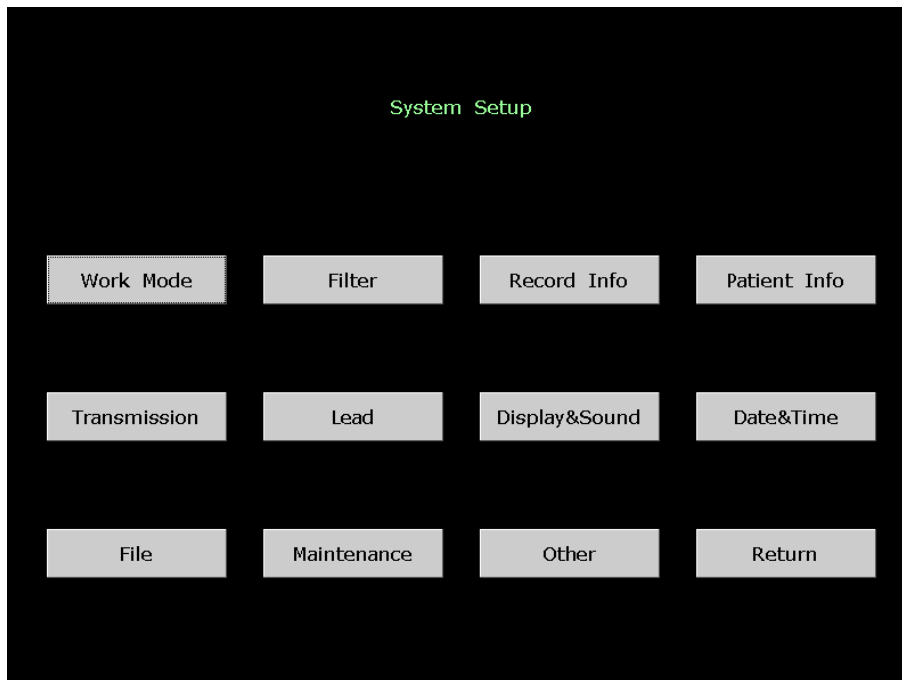 System Setup
Work Mode
Filter
Record Info
Patient Info
Transmission
Lead
Display&Sound
Date&Time
File
Maintenance
Other
Return